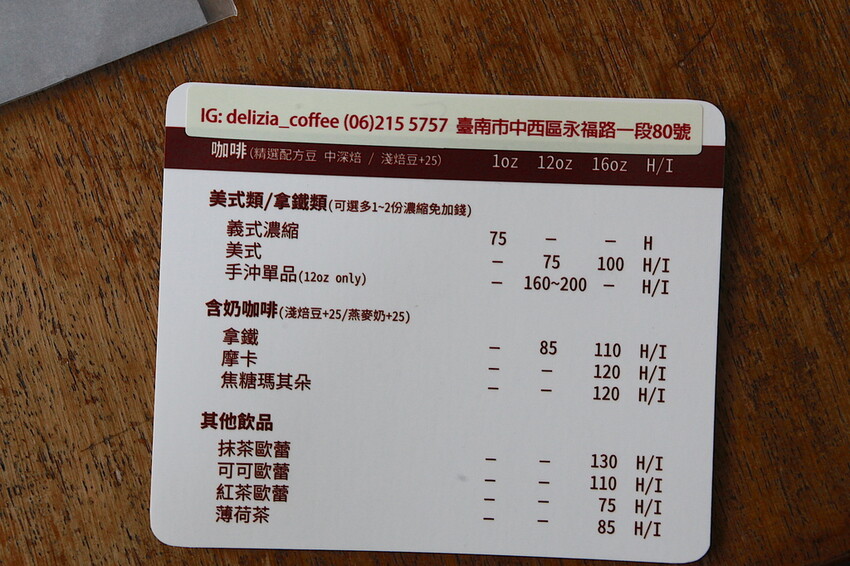 IG: delizia_coffee (06)215 5757 臺南市中西區永福路一段80號
咖啡(精選配方豆 中深焙 / 淺焙豆+25) 1oz 12oz 16oz H/I
美式類/拿鐵類(可選多1~2份濃縮免加錢)
義式濃縮 75 – – H
美式 – 75 100 H/I
手沖單品(12oz only) – 160~200 – H/I
含奶咖啡(淺焙豆+25/燕麥奶+25)
拿鐵 – 85 110 H/I
摩卡 – – 120 H/I
焦糖瑪其朵 – – 120 H/I
其他飲品
抹茶歐蕾 – – 130 H/I
可可歐蕾 – – 110 H/I
紅茶歐蕾 – – 75 H/I
薄荷茶 – – 85 H/I